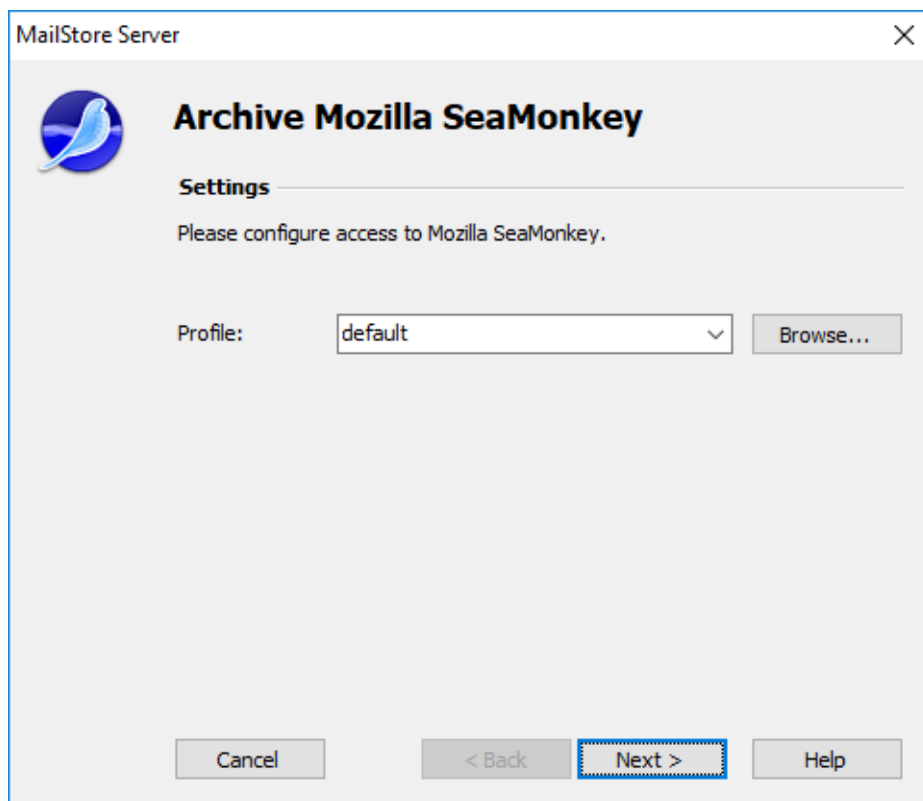 MailStore Server
Archive Mozilla SeaMonkey
Settings
Please configure access to Mozilla SeaMonkey.
Profile: default Browse...
Cancel < Back Next > Help